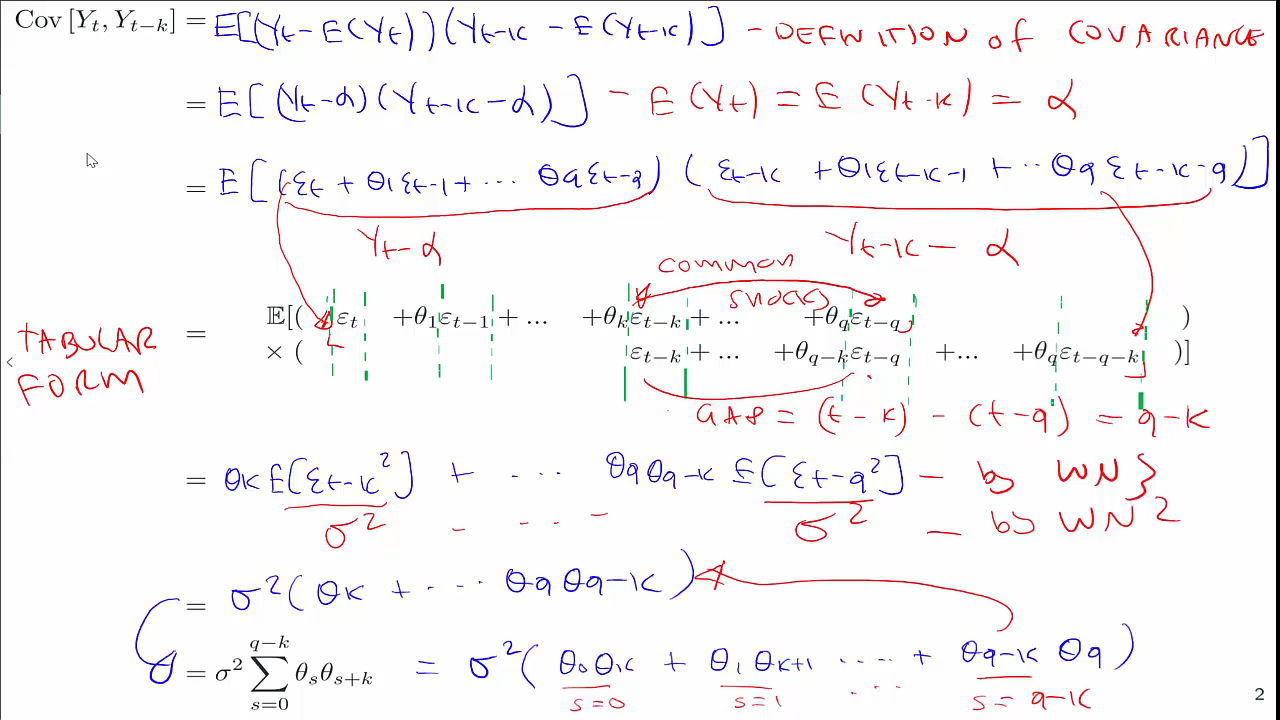 Cov [Y_t, Y_{t-k}] = E[(Y_t - E(Y_t))(Y_{t-k} - E(Y_{t-k})] - DEFINITION OF COVARIANCE
= E[(Y_t - α)(Y_{t-k} - α)] - E(Y_t) = E(Y_{t-k}) = α
= E[(ε_t + θ_1 ε_{t-1} + ... θ_q ε_{t-q}) (ε_{t-k} + θ_1 ε_{t-k-1} + ... θ_q ε_{t-k-q})]
Y_t - α Y_{t-k} - α
common
shocks
= 𝔼[( ε_t +θ_1 ε_{t-1} + ... +θ_k ε_{t-k} + ... +θ_q ε_{t-q} )
TABULAR FORM
× ( ε_{t-k} + ... +θ_{q-k} ε_{t-q} +... +θ_q ε_{t-q-k} )]
GAP = (t - k) - (t - q) = q - k
= θ_k E[ε_{t-k}^2] + ... θ_q θ_{q-k} E[ε_{t-q}^2] - by WN3
σ^2 - - - - σ^2 - by WN2
= σ^2 (θ_k + ... θ_q θ_{q-k})
= σ^2 ∑_{s=0}^{q-k} θ_s θ_{s+k} = σ^2 (θ_0 θ_k + θ_1 θ_{k+1} .... + θ_{q-k} θ_q)
s=0 s=1 ... s = q-k
2